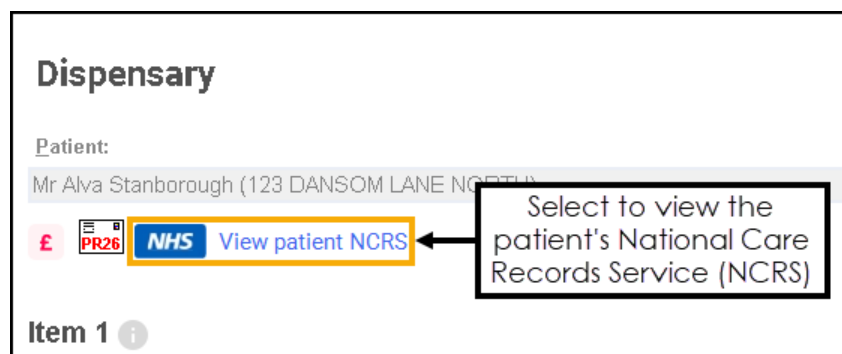 Dispensary
Patient:
Mr Alva Stanborough (123 DANSOM LANE NORTH)
Select to view the
patient's National Care
Records Service (NCRS)
£ PR26 NHS View patient NCRS
Item 1 i